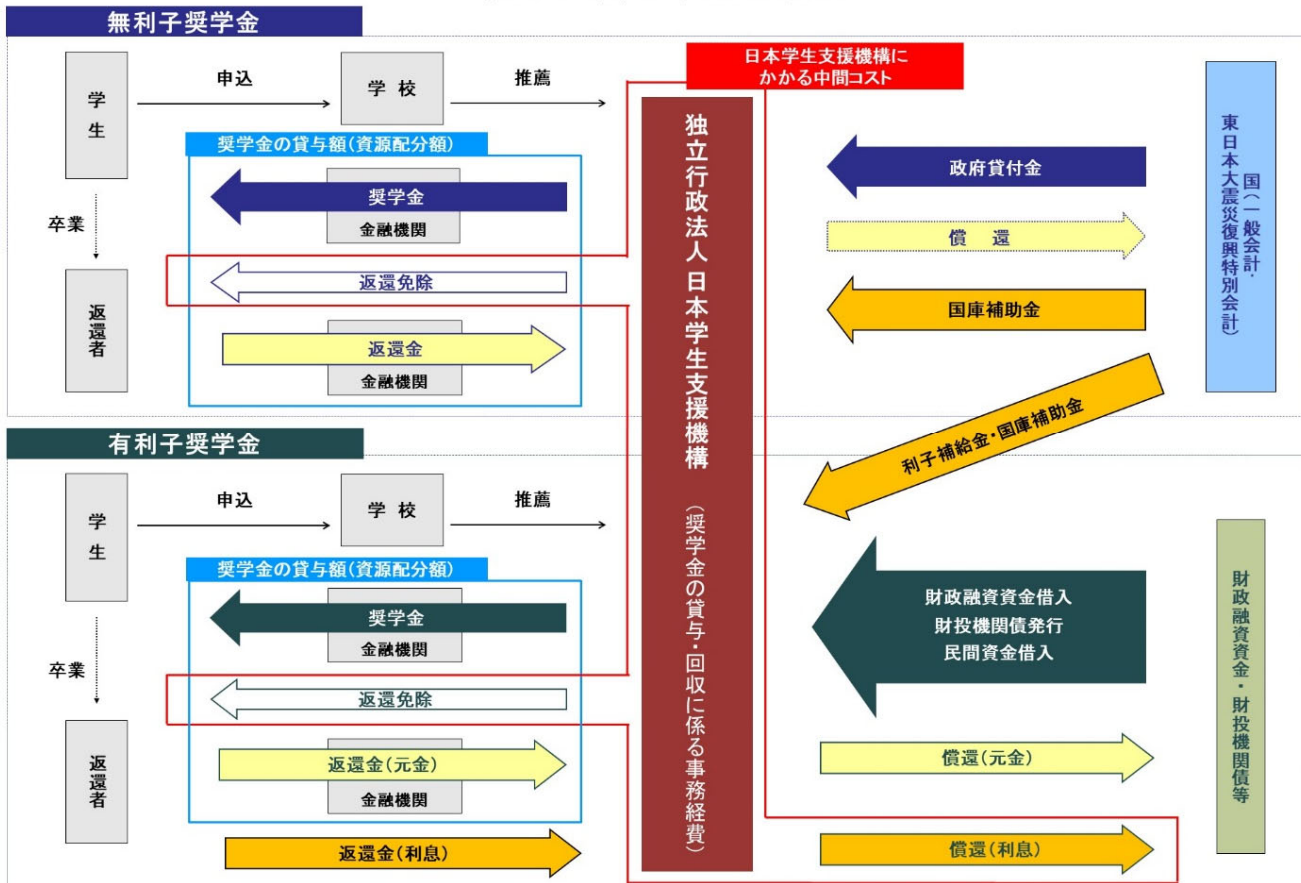 無利子奨学金
日本学生支援機構に
かかる中間コスト
学生
申込
学校
推薦
奨学金の貸与額(資源配分額)
奨学金
金融機関
卒業
返還免除
返還者
返還金
金融機関
独立行政法人 日本学生支援機構
(奨学金の貸与・回収に係る事務経費)
政府貸付金
償還
国庫補助金
国(一般会計・
東日本大震災復興特別会計)
利子補給金・国庫補助金
有利子奨学金
学生
申込
学校
推薦
奨学金の貸与額(資源配分額)
奨学金
金融機関
卒業
返還免除
返還者
返還金(元金)
金融機関
返還金(利息)
財政融資資金借入
財投機関債発行
民間資金借入
償還(元金)
償還(利息)
財政融資資金・財投機関債等